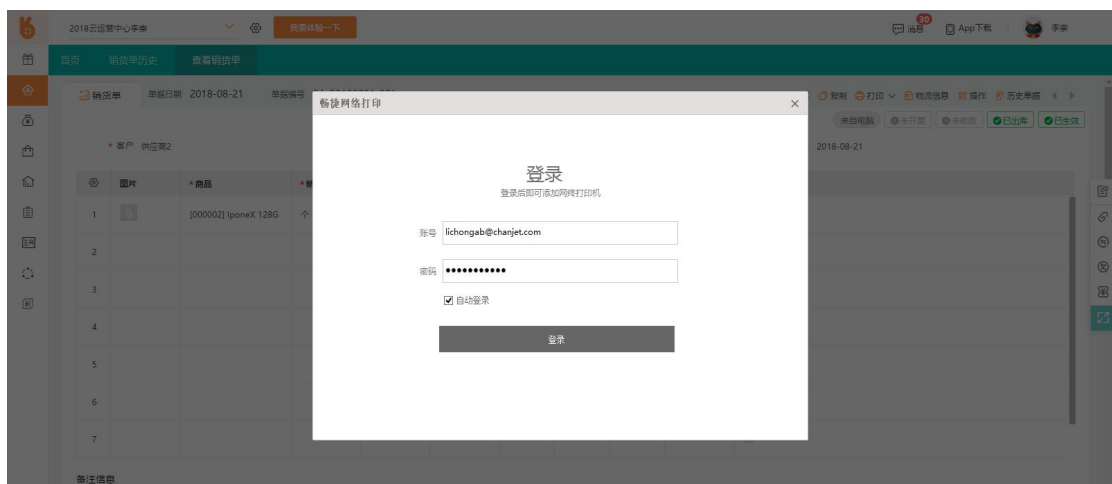 2018云运营中心李崇
我要体验一下
30
消息
App下载
李崇
首页 销货单历史 查看销货单
销货单 单据日期 2018-08-21 单据编号
复制 打印 物流信息 操作 历史单据
来自电脑 未开票 未收款 已出库 已生效
* 客户 供应商2
2018-08-21
图片 *商品 *销
1 [000002] IponeX 128G 个
2
3
4
5
6
7
备注信息
畅捷网络打印
登录
登录后即可添加网络打印机
账号 lichongab@chanjet.com
密码 •••••••••••
自动登录
登录